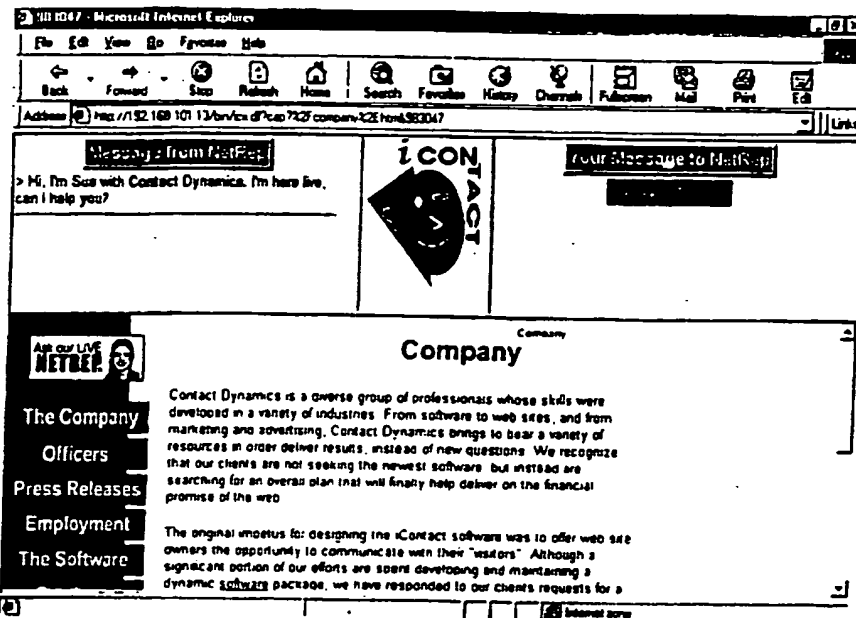 981047 - Microsoft Internet Explorer
File Edit View Go Favorites Help
Back Forward Stop Refresh Home Search Favorites History Channels Fullscreen Mail Print Edit
Address Links
Message from NetRep
> Hi, I'm Sue with Contact Dynamics. I'm here live,
can I help you?
iCONTACT
Your Message to NetRep
Ask our LIVE
NETREP.
The Company
Officers
Press Releases
Employment
The Software
Company
Company
Contact Dynamics is a diverse group of professionals whose skills were
developed in a variety of industries. From software to web sites, and from
marketing and advertising, Contact Dynamics brings to bear a variety of
resources in order deliver results, instead of new questions. We recognize
that our clients are not seeking the newest software, but instead are
searching for an overall plan that will finally help deliver on the financial
promise of the web
The original impetus for designing the iContact software was to offer web site
owners the opportunity to communicate with their "visitors". Although a
significant portion of our efforts are spent developing and maintaining a
dynamic software package, we have responded to our clients requests for a
Internet zone